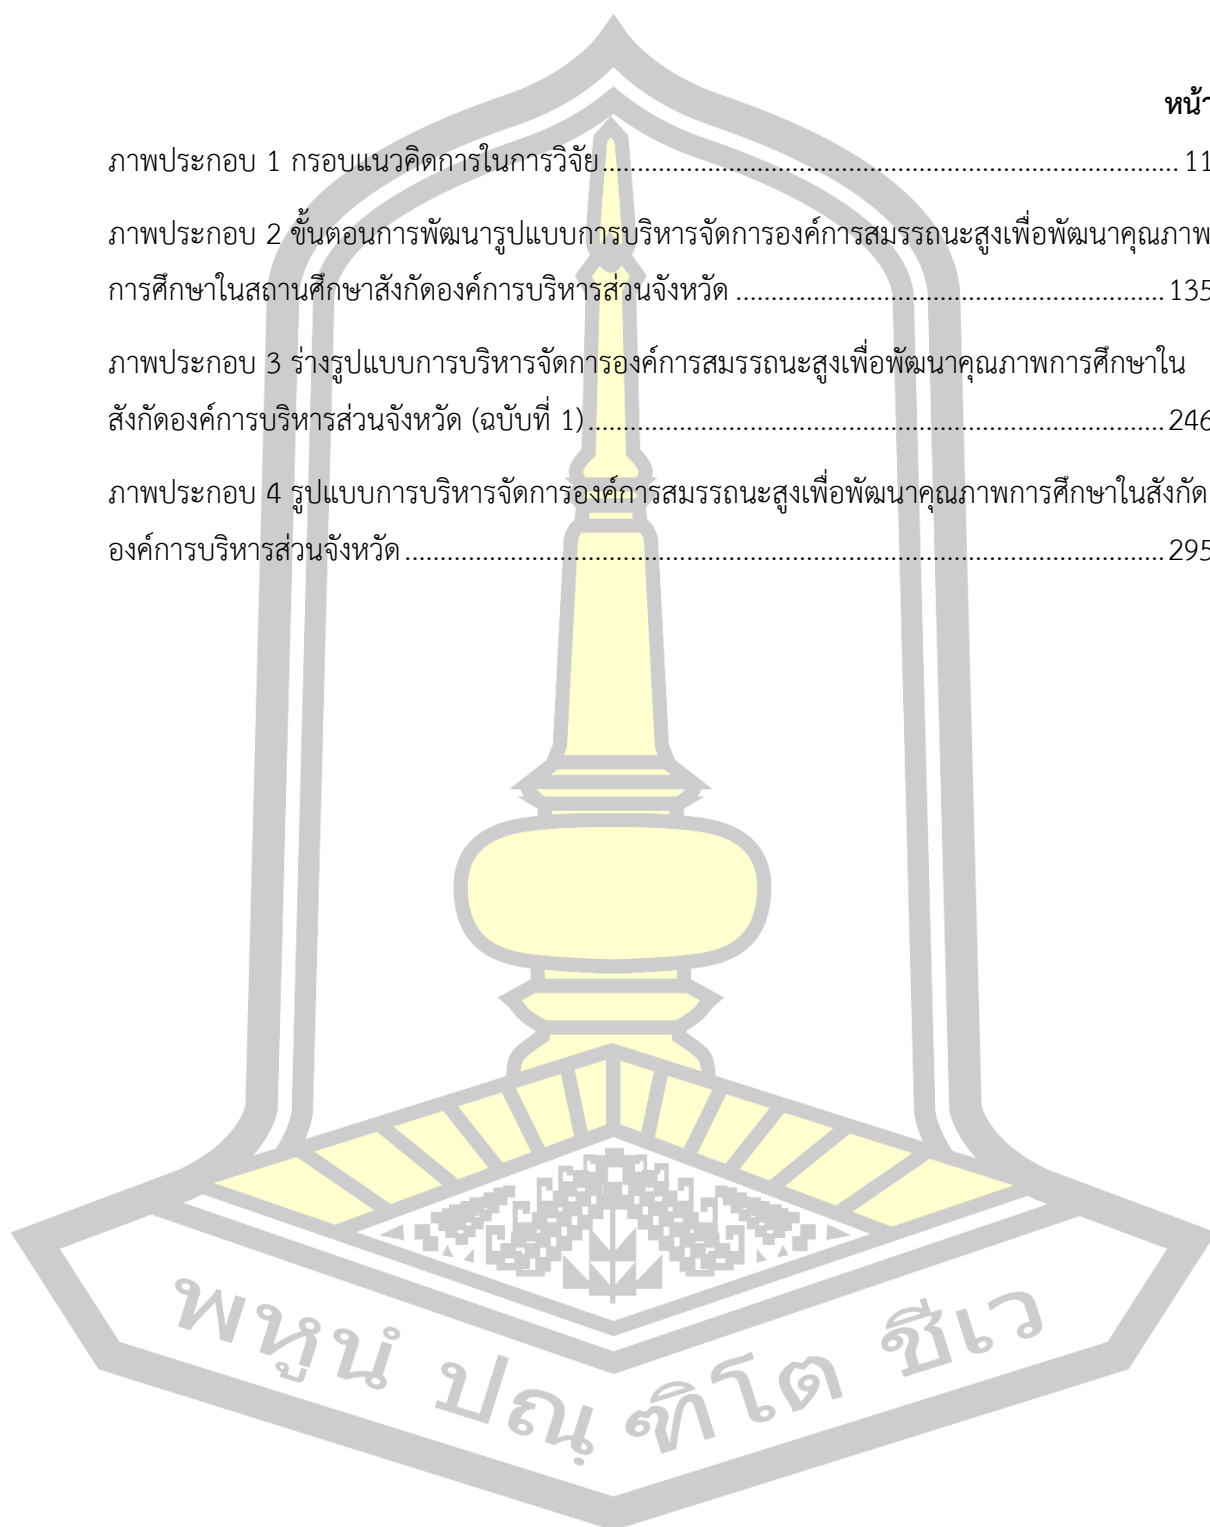 หน้า
ภาพประกอบ 1 กรอบแนวคิดการในการวิจัย.................................................................................. 11
ภาพประกอบ 2 ขั้นตอนการพัฒนารูปแบบการบริหารจัดการองค์การสมรรถนะสูงเพื่อพัฒนาคุณภาพ
การศึกษาในสถานศึกษาสังกัดองค์การบริหารส่วนจังหวัด ............................................................. 135
ภาพประกอบ 3 ร่างรูปแบบการบริหารจัดการองค์การสมรรถนะสูงเพื่อพัฒนาคุณภาพการศึกษาใน
สังกัดองค์การบริหารส่วนจังหวัด (ฉบับที่ 1).................................................................................. 246
ภาพประกอบ 4 รูปแบบการบริหารจัดการองค์การสมรรถนะสูงเพื่อพัฒนาคุณภาพการศึกษาในสังกัด
องค์การบริหารส่วนจังหวัด ............................................................................................................ 295
พหูนํ ปณฺฑิโต ชีเว